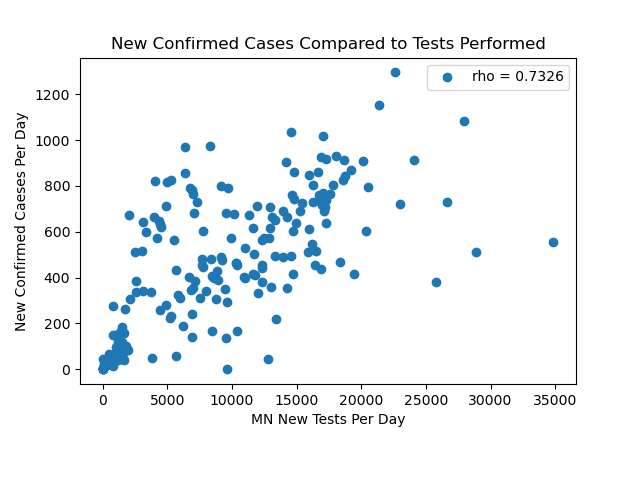 New Confirmed Cases Compared to Tests Performed
rho = 0.7326
1200
1000
800
600
400
200
0
New Confirmed Caeses Per Day
0 5000 10000 15000 20000 25000 30000 35000
MN New Tests Per Day